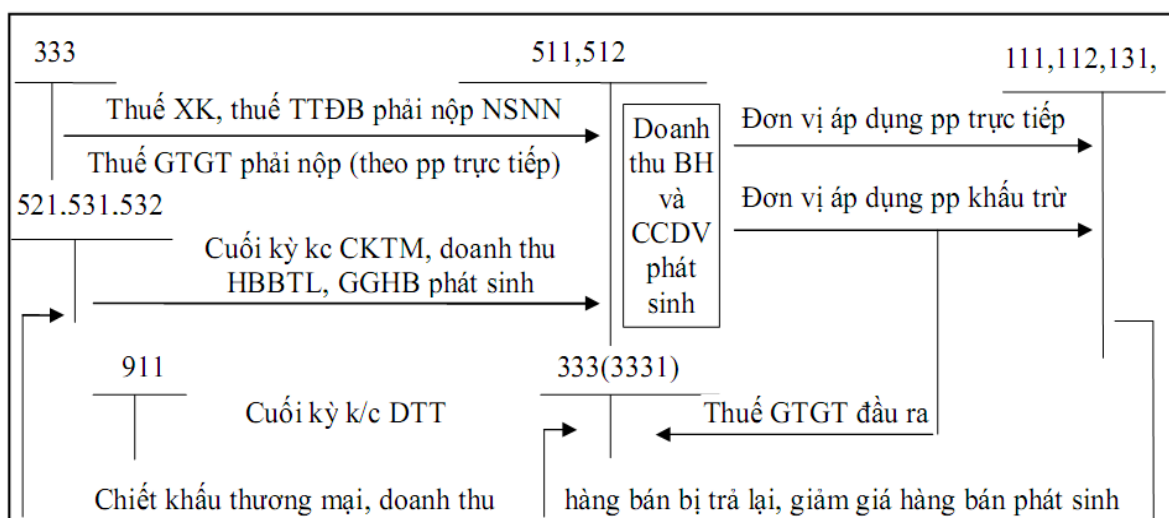 333
511,512
111,112,131,
Thuế XK, thuế TTĐB phải nộp NSNN
Thuế GTGT phải nộp (theo pp trực tiếp)
Doanh
thu BH
và
CCDV
phát
sinh
Đơn vị áp dụng pp trực tiếp
Đơn vị áp dụng pp khấu trừ
521.531.532
Cuối kỳ kc CKTM, doanh thu
HBBTL, GGHB phát sinh
911
333(3331)
Cuối kỳ k/c DTT
Thuế GTGT đầu ra
Chiết khấu thương mại, doanh thu hàng bán bị trả lại, giảm giá hàng bán phát sinh